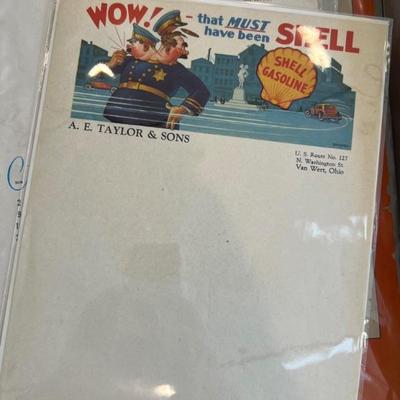 WOW! - that MUST have been SHELL
SHELL
GASOLINE
A. E. TAYLOR & SONS
U. S. Route No. 127
N. Washington St.
Van Wert, Ohio